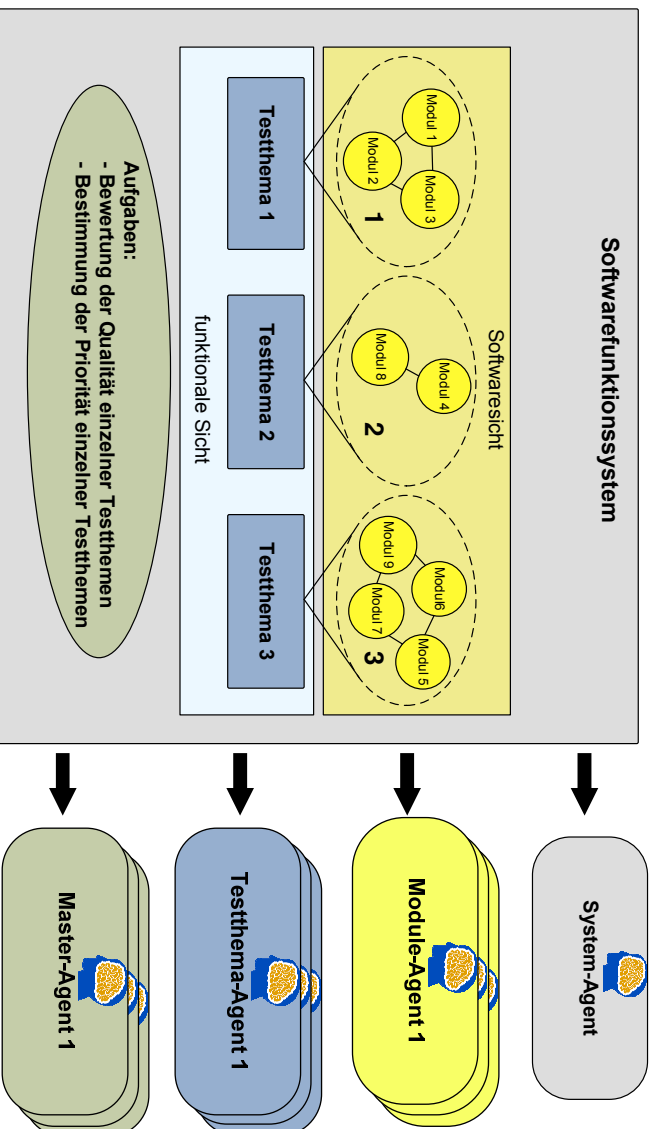 Softwarefunktionssystem
Softwaresicht
Modul 1
Modul 3
Modul 2
1
Modul 4
Modul 8
2
Modul6
Modul 5
Modul 9
Modul 7
3
Testthema 1
Testthema 2
Testthema 3
funktionale Sicht
Aufgaben:
- Bewertung der Qualität einzelner Testthemen
- Bestimmung der Priorität einzelner Testthemen
System-Agent
Module-Agent 1
Testthema-Agent 1
Master-Agent 1